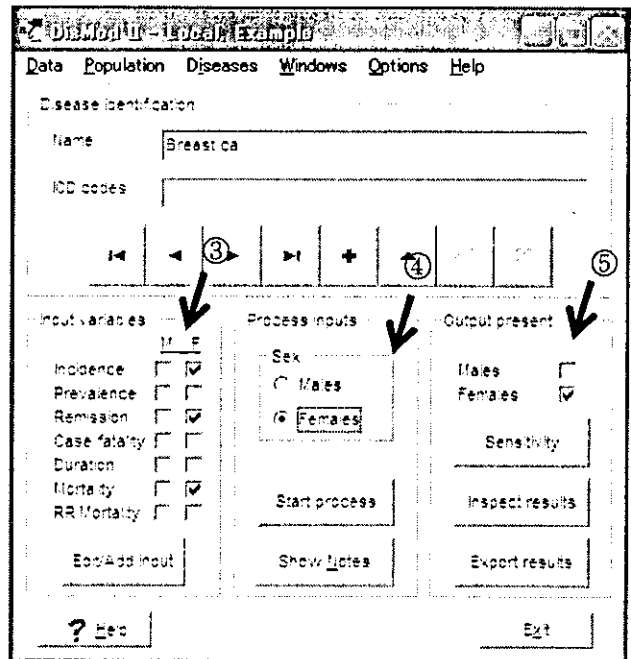 DisMod II - Local: Example
Data Population Diseases Windows Options Help
Disease identification
Name Breast ca
ICD codes
③ ④ ⑤
Input variables
M F
Incidence
Prevalence
Remission
Case fatality
Duration
Mortality
RR Mortality
Edit/Add input
Process inputs
Sex
Males
Females
Start process
Show Notes
Output present
Males
Females
Sensitivity
Inspect results
Export results
? Help
Exit